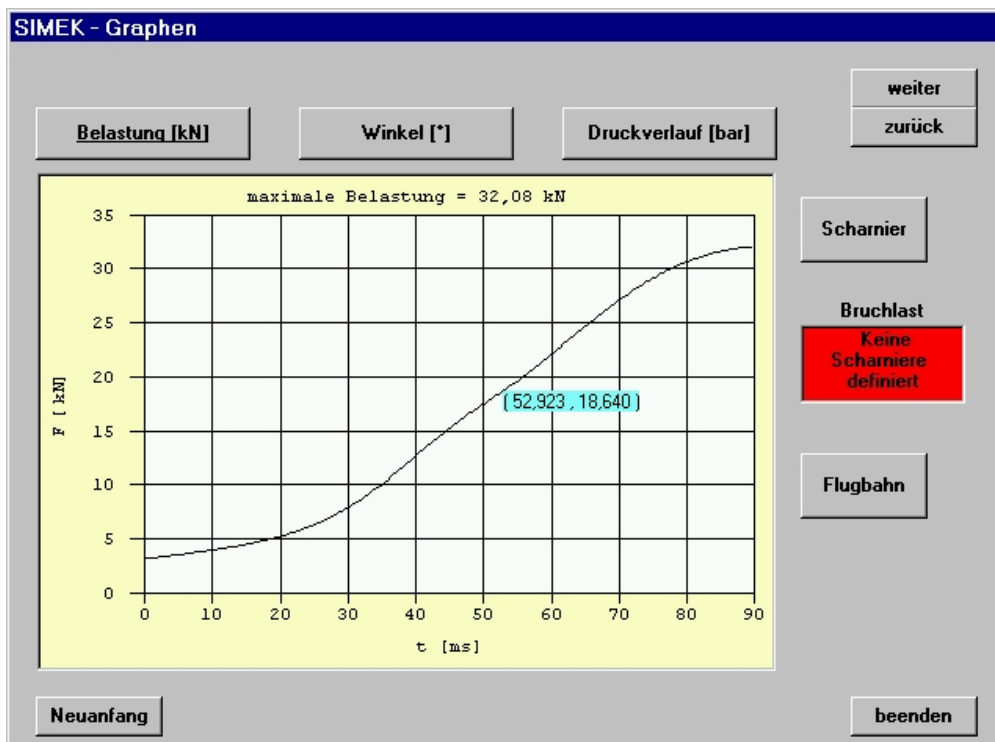 SIMEK - Graphen
weiter
zurück
Belastung [kN]
Winkel [°]
Druckverlauf [bar]
maximale Belastung = 32,08 kN
35
30
25
20
15
10
5
0
F [kN]
( 52,923 , 18,640 )
0 10 20 30 40 50 60 70 80 90
t [ms]
Scharnier
Bruchlast
Keine
Scharniere
definiert
Flugbahn
Neuanfang
beenden